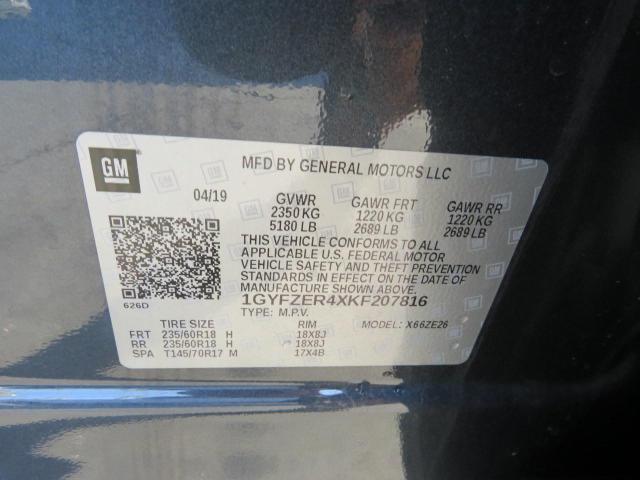 GM
MFD BY GENERAL MOTORS LLC
04/19
GVWR GAWR FRT GAWR RR
2350 KG 1220 KG 1220 KG
5180 LB 2689 LB 2689 LB
THIS VEHICLE CONFORMS TO ALL
APPLICABLE U.S. FEDERAL MOTOR
VEHICLE SAFETY AND THEFT PREVENTION
STANDARDS IN EFFECT ON THE DATE OF
MANUFACTURE SHOWN ABOVE.
1GYFZER4XKF207816
626D
TYPE: M.P.V.
TIRE SIZE RIM MODEL: X66ZE26
FRT 235/60R18 H 18X8J
RR 235/60R18 H 18X8J
SPA T145/70R17 M 17X4B